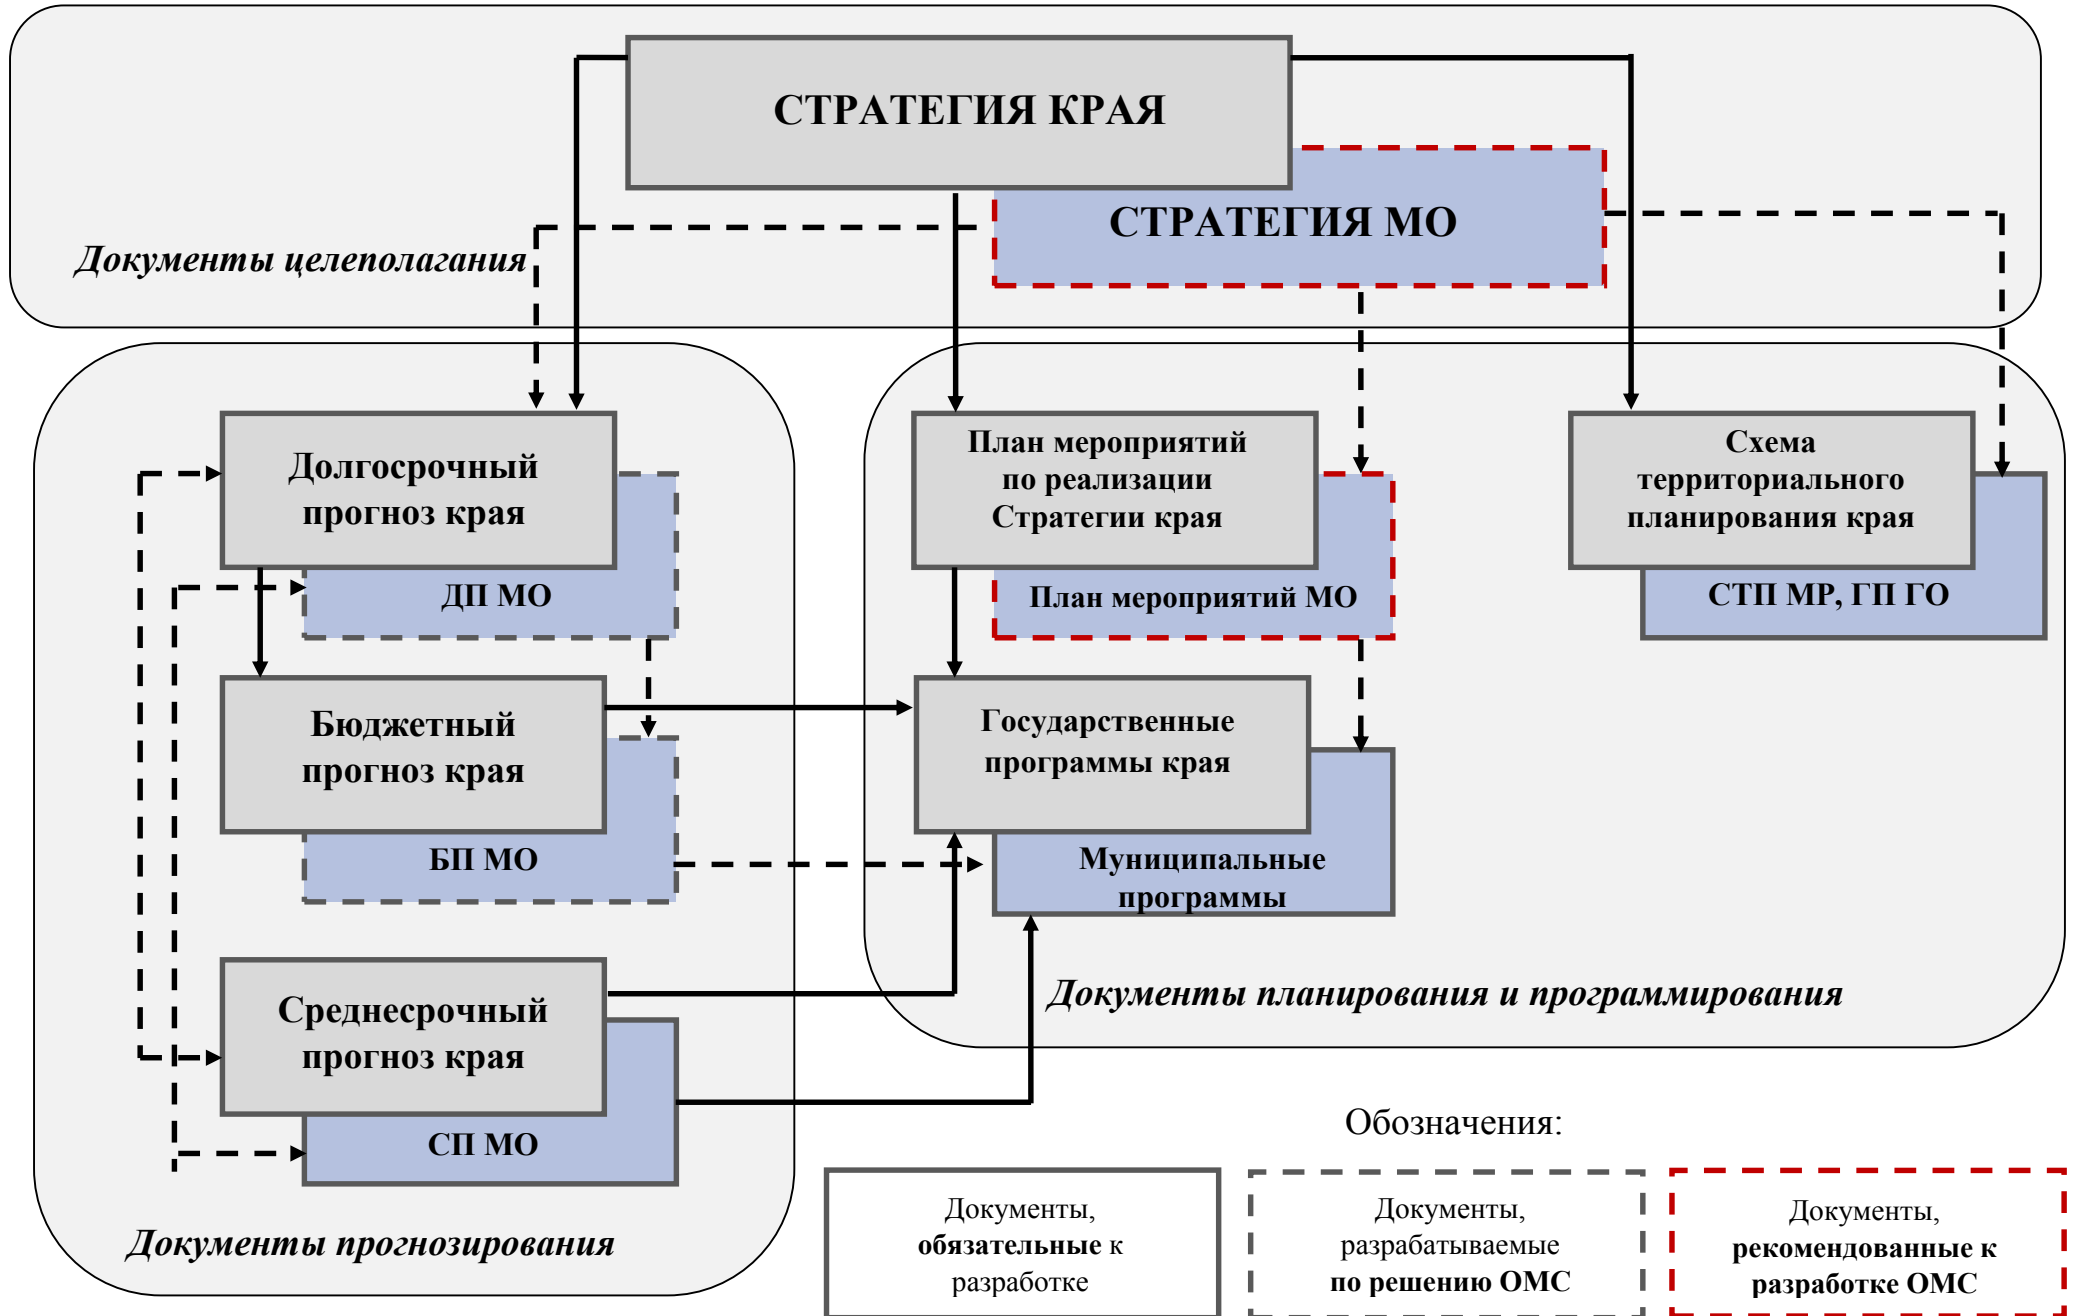 СТРАТЕГИЯ КРАЯ
СТРАТЕГИЯ МО
Документы целеполагания
Долгосрочный
прогноз края
ДП МО
Бюджетный
прогноз края
БП МО
Среднесрочный
прогноз края
СП МО
Документы прогнозирования
План мероприятий
по реализации
Стратегии края
План мероприятий МО
Государственные
программы края
Муниципальные
программы
Схема
территориального
планирования края
СТП МР, ГП ГО
Документы планирования и программирования
Обозначения:
Документы,
обязательные к
разработке
Документы,
разрабатываемые
по решению ОМС
Документы,
рекомендованные к
разработке ОМС